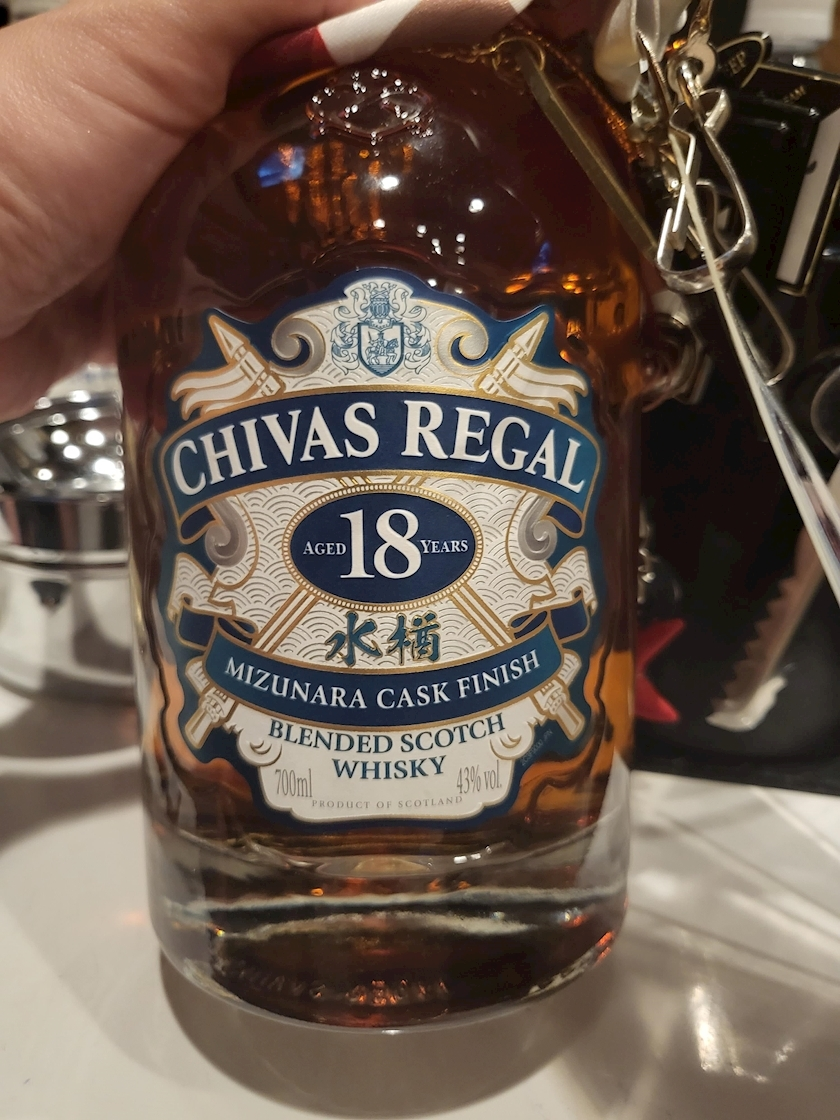 CHIVAS REGAL
AGED 18 YEARS
水楢
MIZUNARA CASK FINISH
BLENDED SCOTCH
WHISKY
700ml 43% vol.
PRODUCT OF SCOTLAND